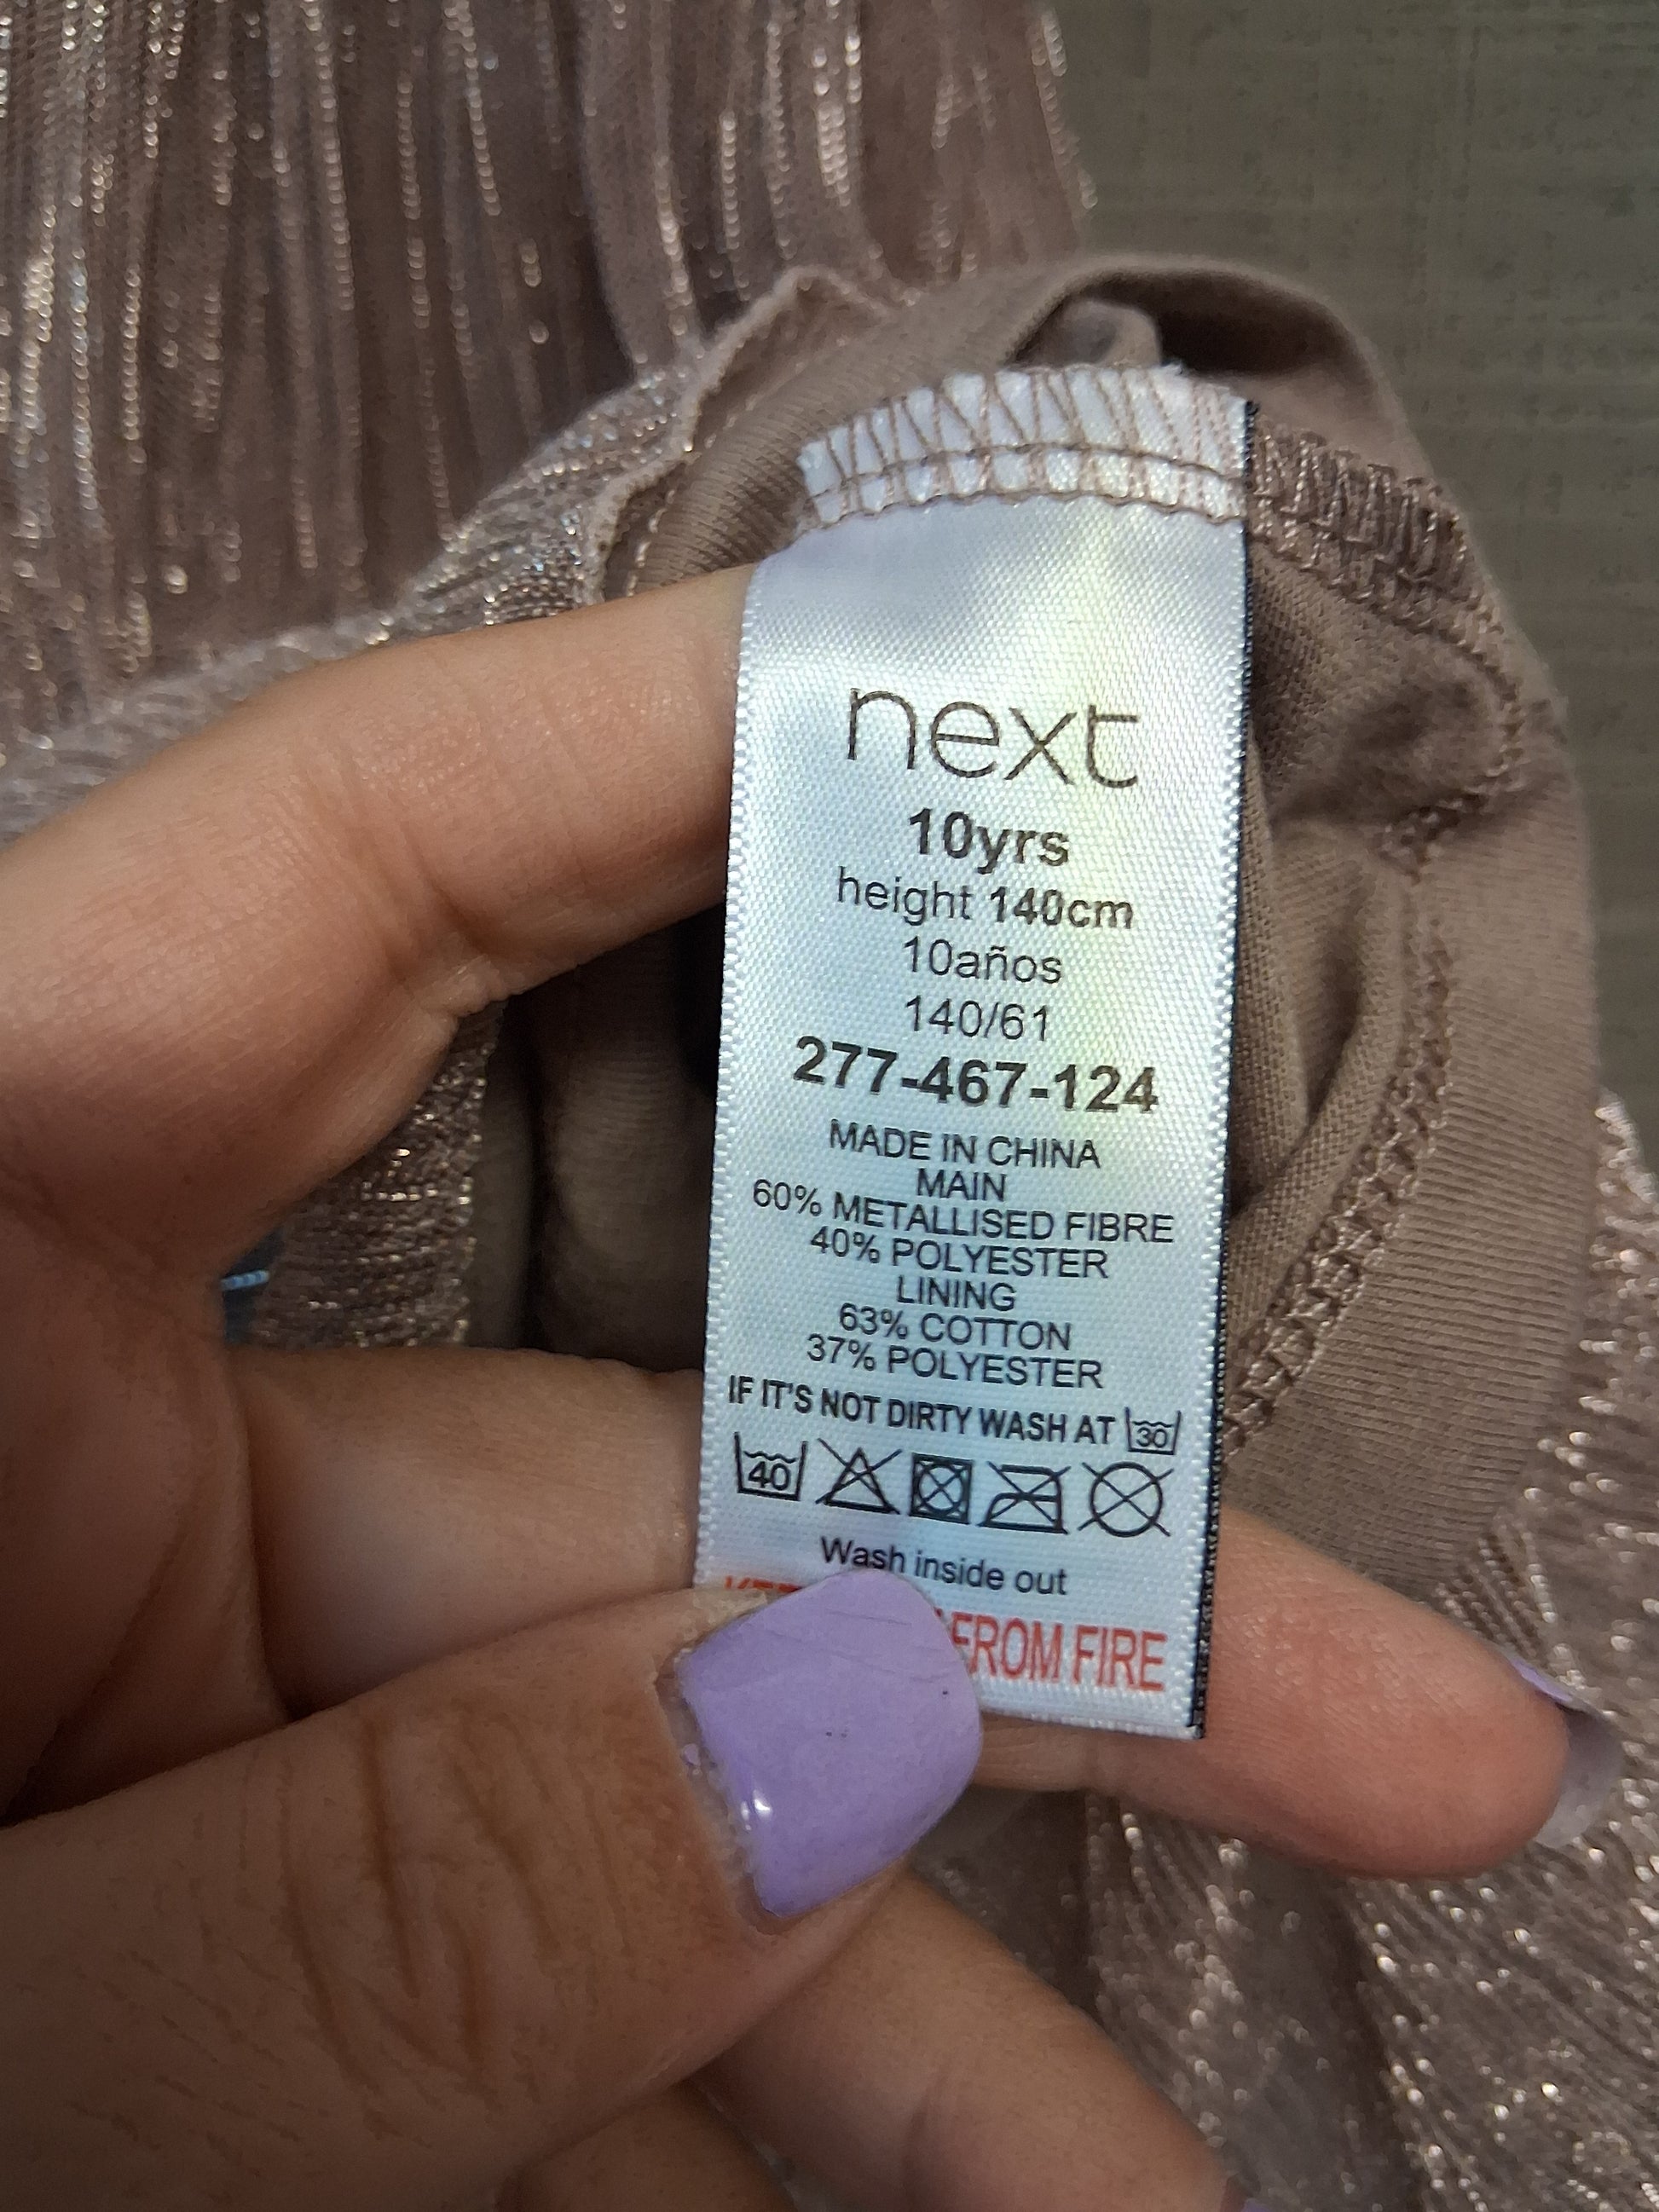 next
10yrs
height 140cm
10años
140/61
277-467-124
MADE IN CHINA
MAIN
60% METALLISED FIBRE
40% POLYESTER
LINING
63% COTTON
37% POLYESTER
IF IT'S NOT DIRTY WASH AT 30
40
Wash inside out
FROM FIRE